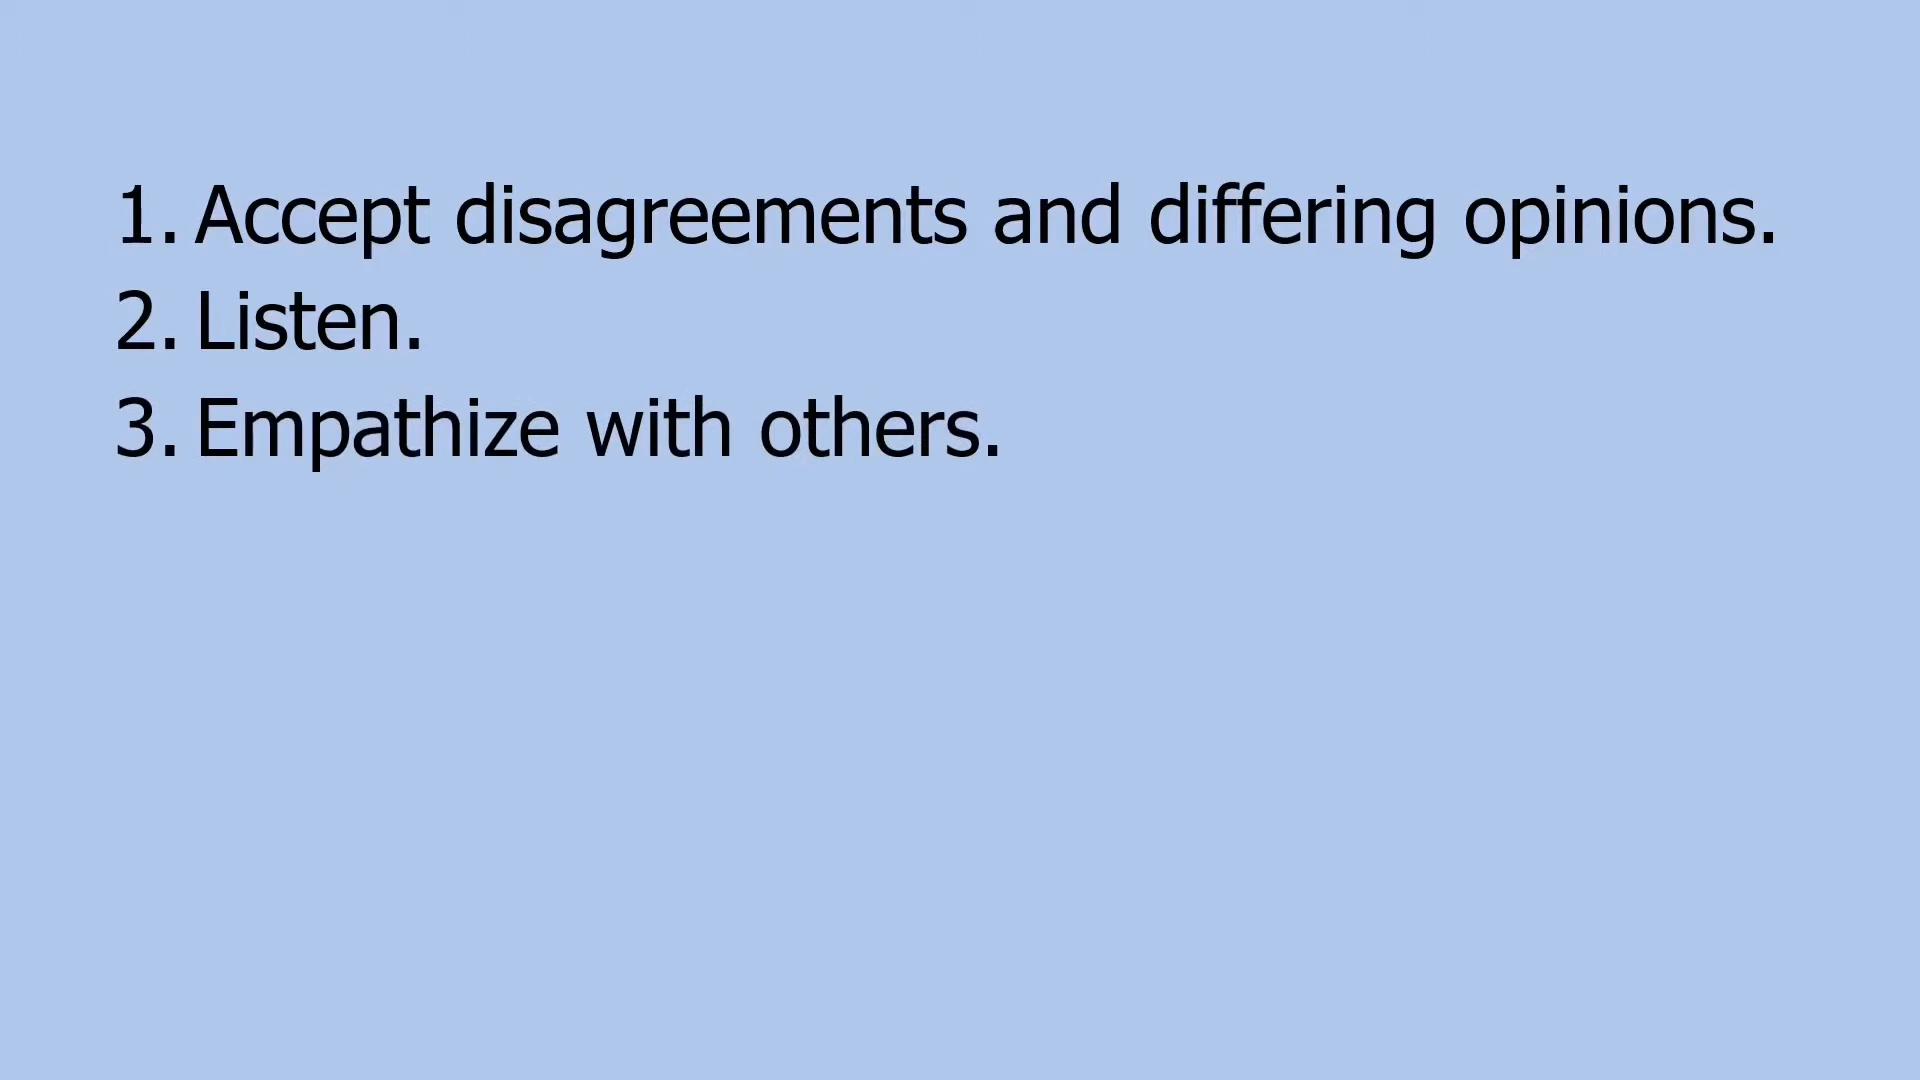 1. Accept disagreements and differing opinions.
2. Listen.
3. Empathize with others.